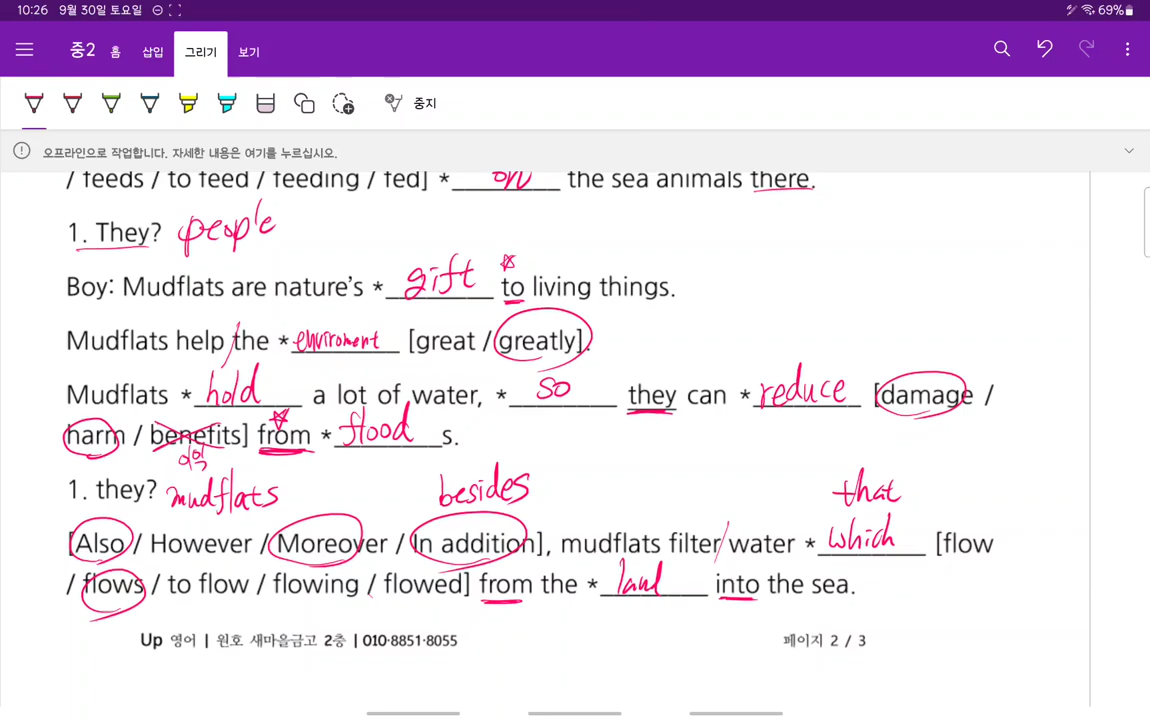 10:26 9월 30일 토요일 69%
중2 홈 삽입 그리기 보기
중지
오프라인으로 작업합니다. 자세한 내용은 여기를 누르십시오.
/ feeds / to feed / feeding / fed] *on the sea animals there.
1. They? people
Boy: Mudflats are nature's *gift to living things.
Mudflats help / the *enviroment [great / greatly].
Mudflats *hold a lot of water, *so they can *reduce [damage /
harm / benefits] from *floods.
이익
1. they? mudflats besides that
[Also / However / Moreover / In addition], mudflats filter / water *which [flow
/ flows / to flow / flowing / flowed] from the *land into the sea.
Up 영어 | 원호 새마을금고 2층 | 010·8851·8055 페이지 2 / 3